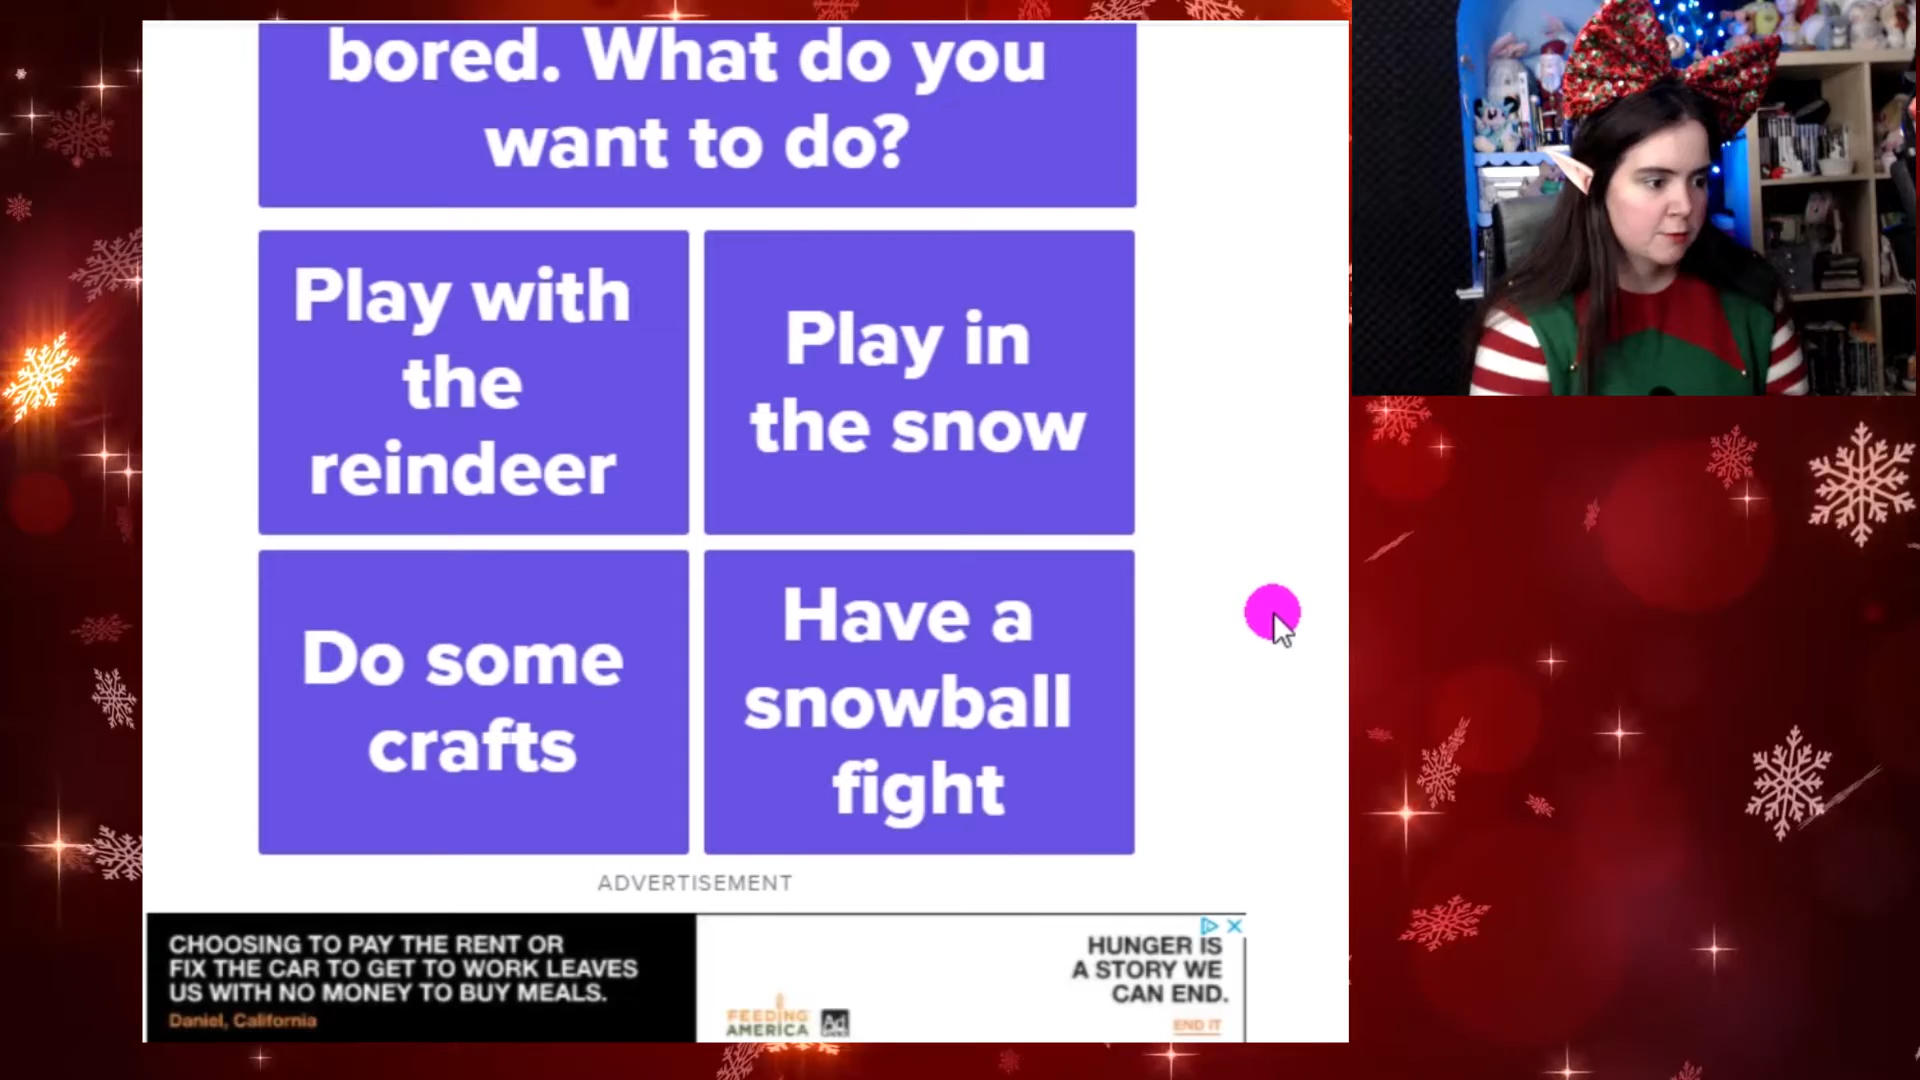 bored. What do you
want to do?
Play with
the
reindeer
Play in
the snow
Do some
crafts
Have a
snowball
fight
ADVERTISEMENT
CHOOSING TO PAY THE RENT OR
FIX THE CAR TO GET TO WORK LEAVES
US WITH NO MONEY TO BUY MEALS.
Daniel, California
FEEDING
AMERICA
Ad
HUNGER IS
A STORY WE
CAN END.
END IT